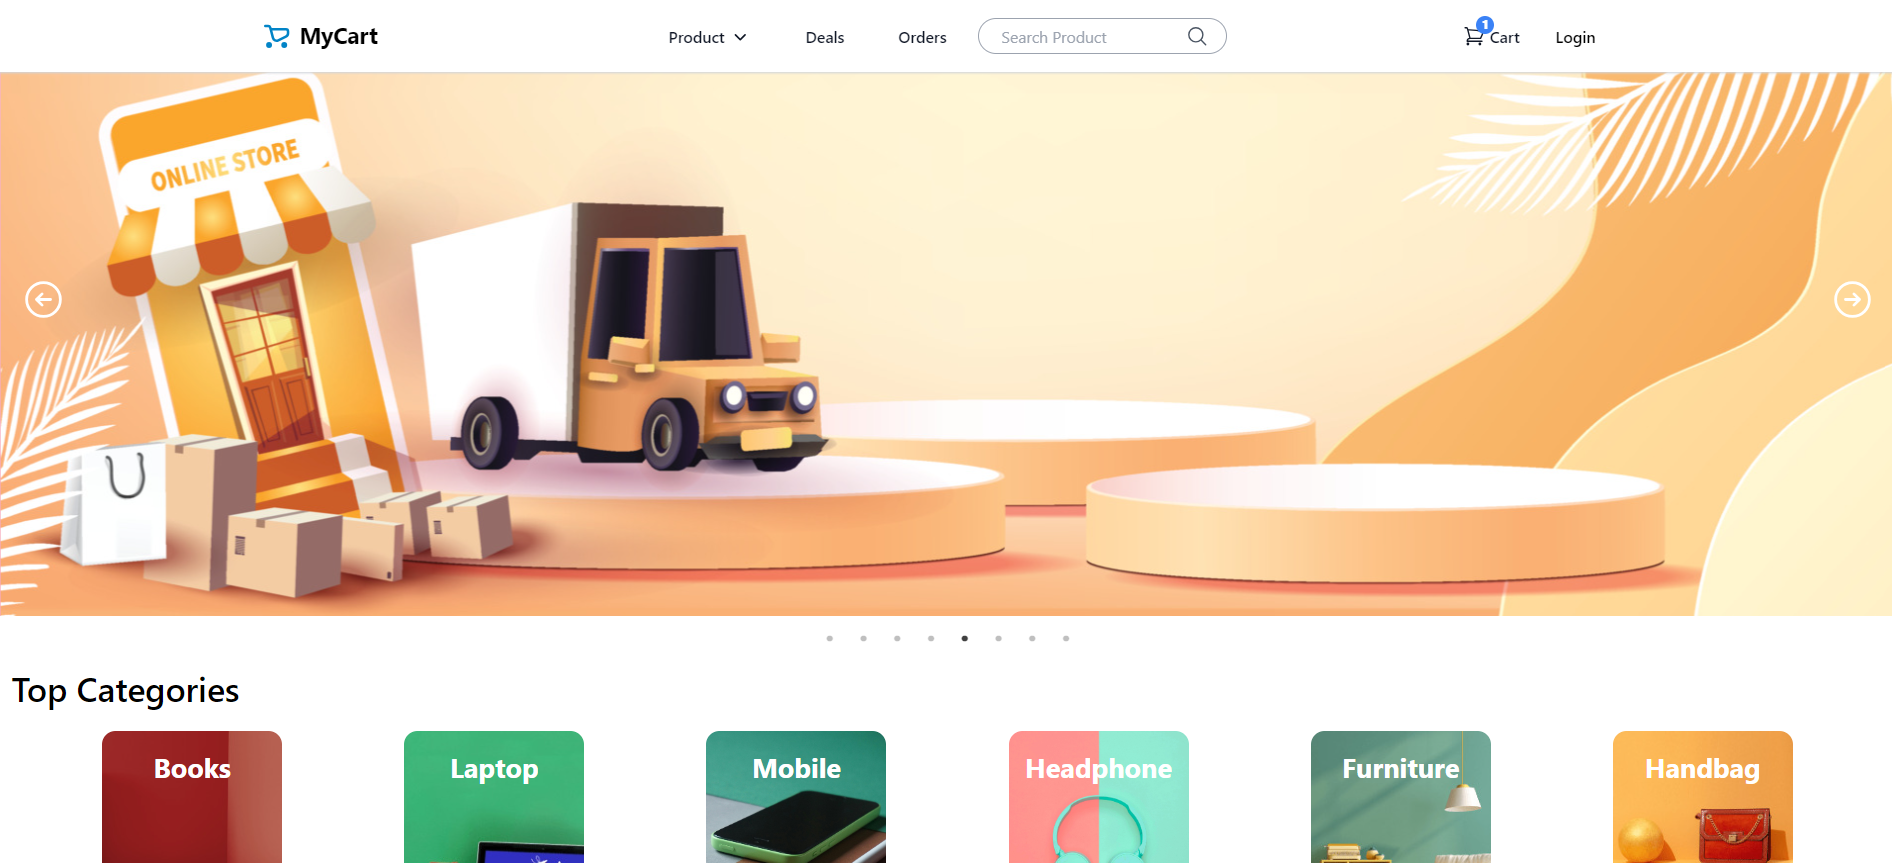 MyCart
Product
Deals
Orders
Search Product
1
Cart
Login
ONLINE STORE
Top Categories
Books
Laptop
Mobile
Headphone
Furniture
Handbag